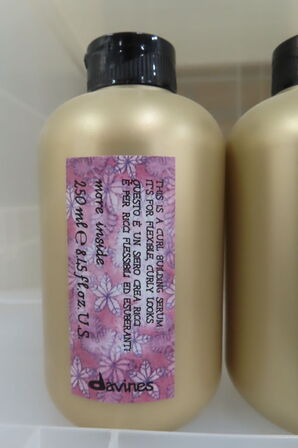 THIS IS A CURL BUILDING SERUM
IT'S FOR FLEXIBLE, CURLY LOOKS
QUESTO È UN SIERO CREA RICCI
È PER RICCI FLESSIBILI ED ESUBERANTI
more inside
250 ml ℮ 8.45 fl.oz U.S.
davines